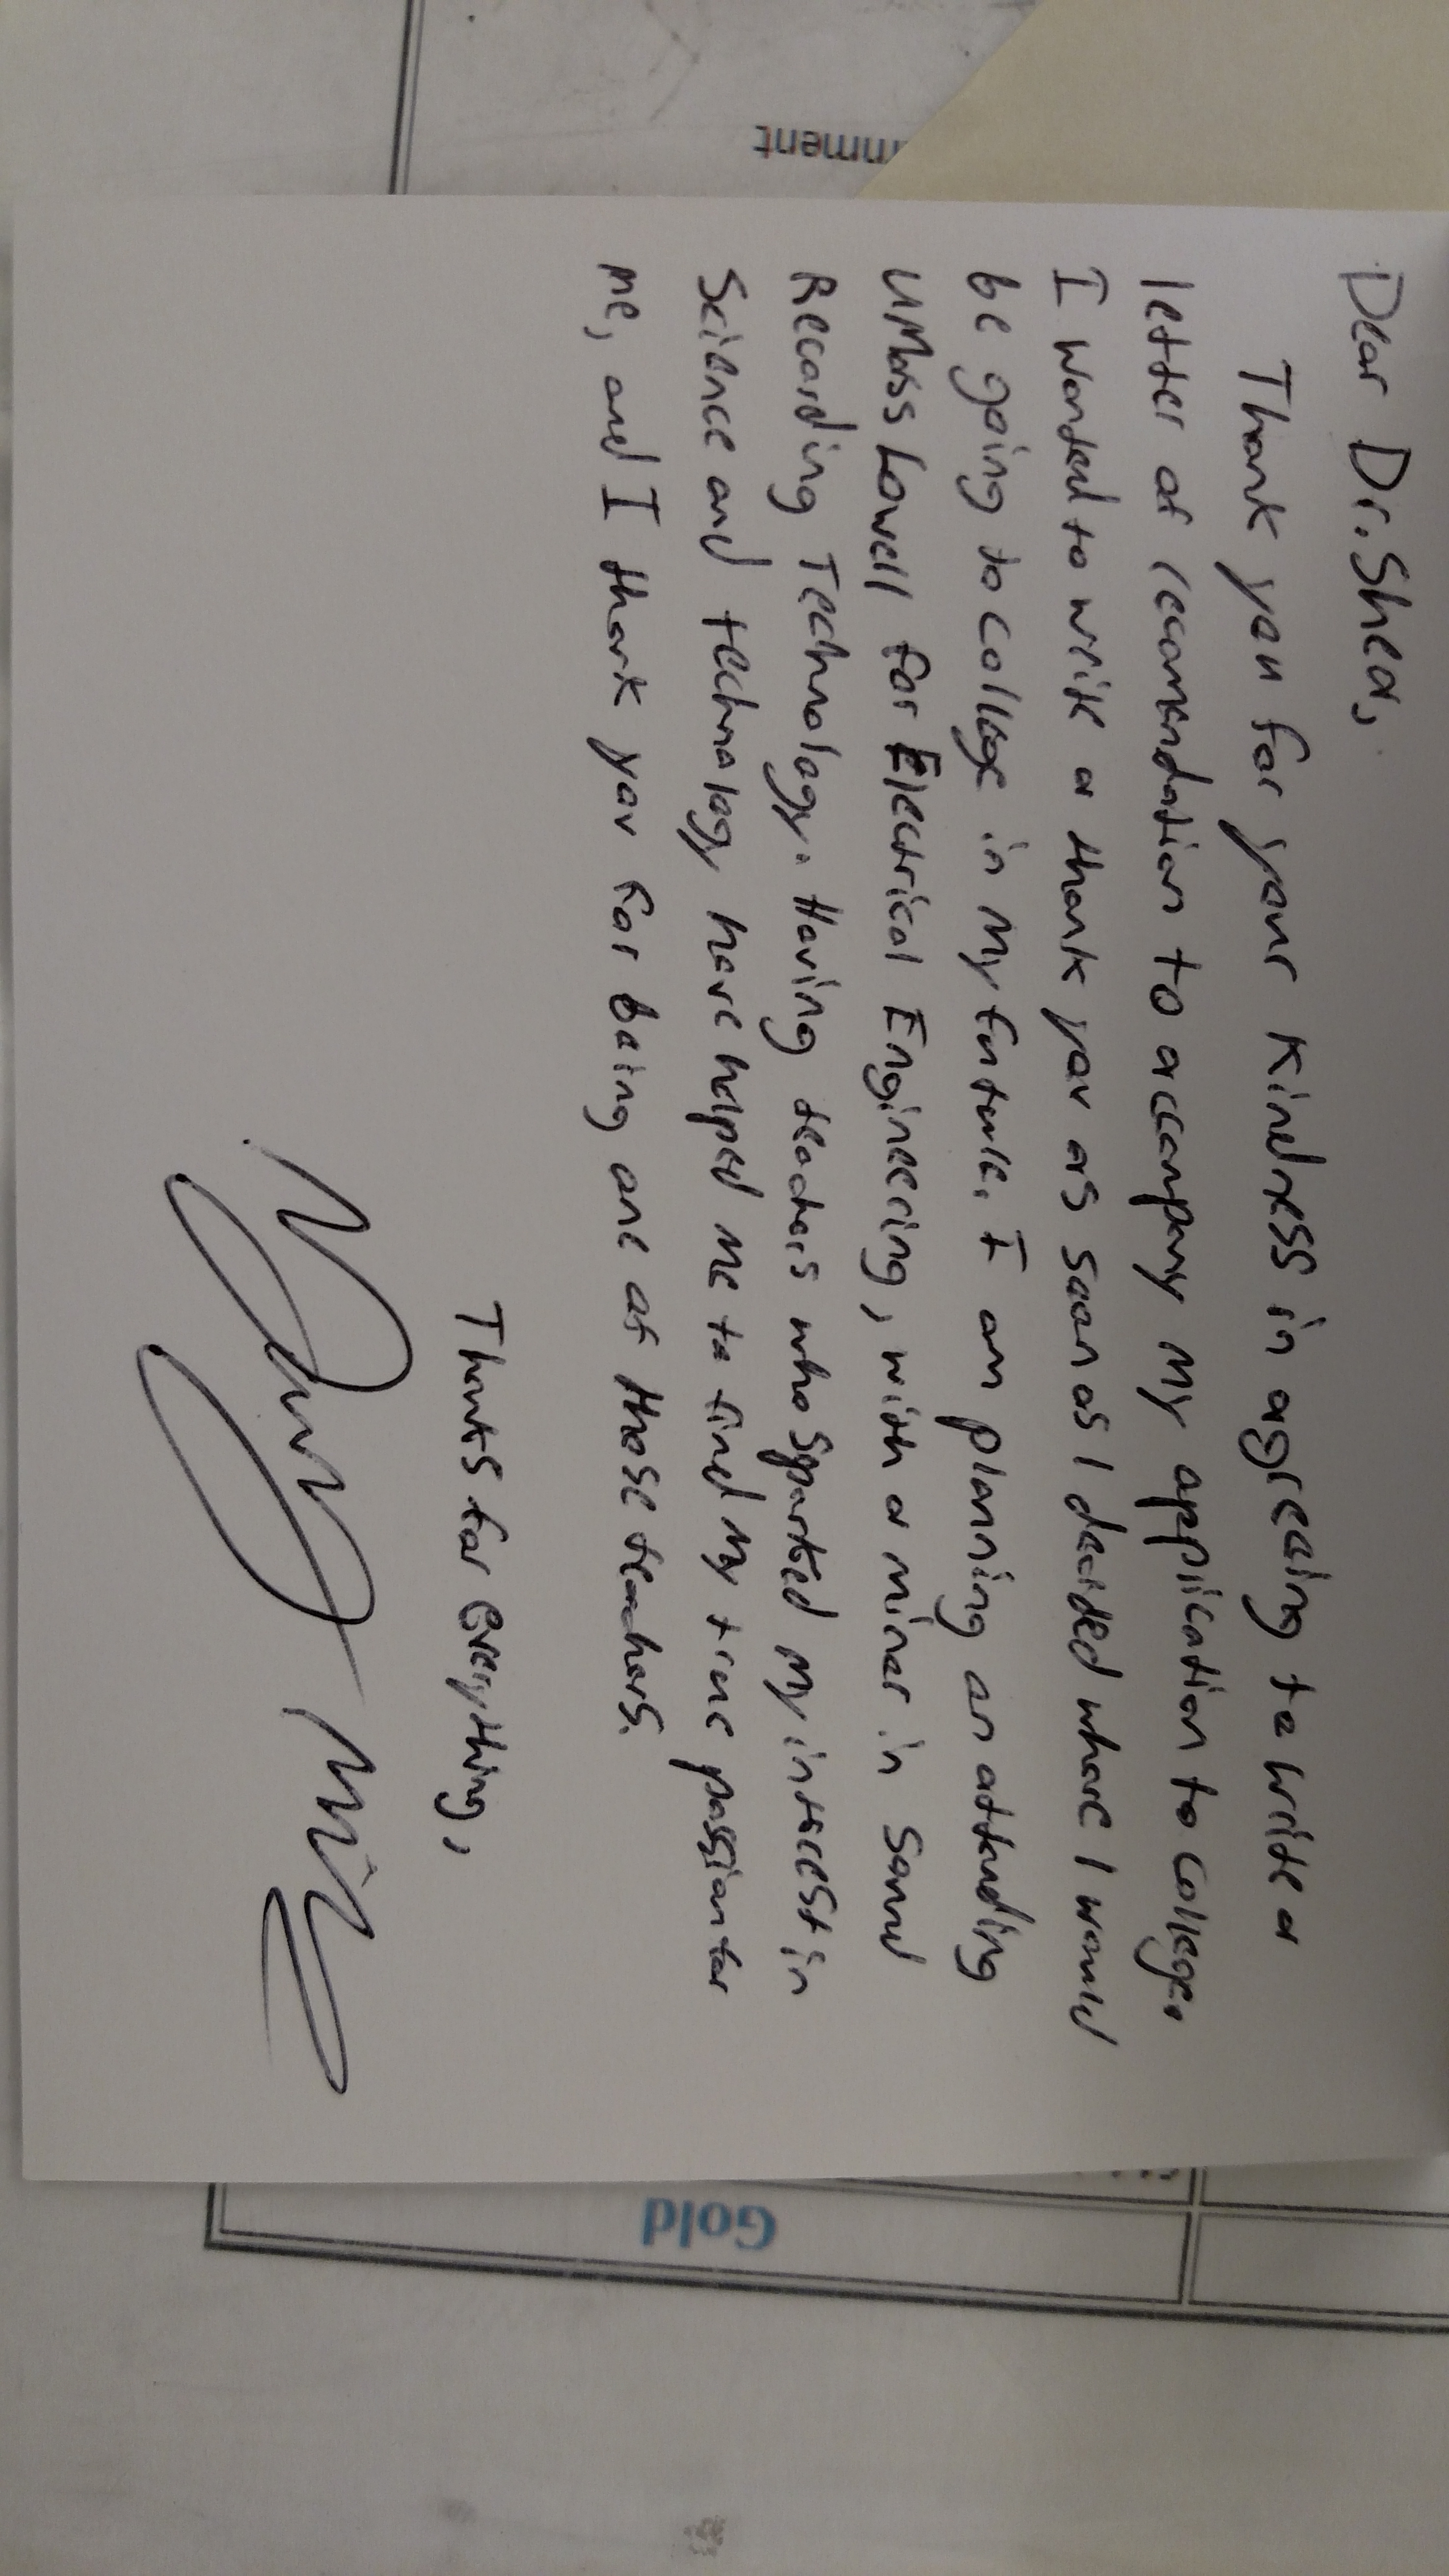 Dear Dr. Shea,
Thank you for your kindness in agreeing to write a
letter of recomendation to accompany my application to college.
I wanted to write a thank you as soon as I decided where I would
be going to college in my future. I am planning on attending
UMass Lowell for Electrical Engineering, with a minor in Sound
Recording Technology. Having teachers who sparked my interest in
Science and technology have helped me to find my true passion for
me, and I thank you for being one of those teachers.
Thanks for everything,
nment
Gold